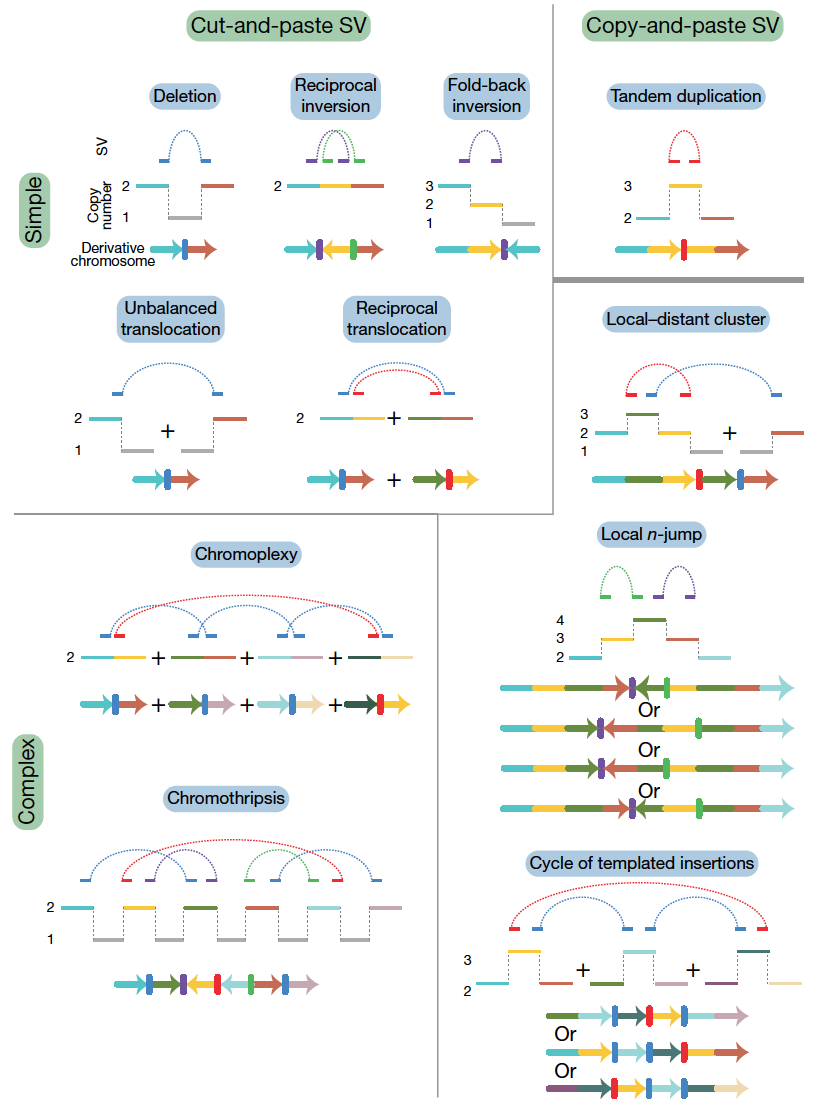 Cut-and-paste SV
Copy-and-paste SV
Simple
Deletion
Reciprocal
inversion
Fold-back
inversion
Tandem duplication
SV
Copy
number
2
1
2
3
2
1
3
2
Derivative
chromosome
Unbalanced
translocation
Reciprocal
translocation
Local–distant cluster
2
1
+
2
+
+
3
2
1
+
Complex
Chromoplexy
2
+
+
+
+
+
+
Local n-jump
4
3
2
Or
Or
Or
Chromothripsis
2
1
Cycle of templated insertions
3
2
+
+
Or
Or